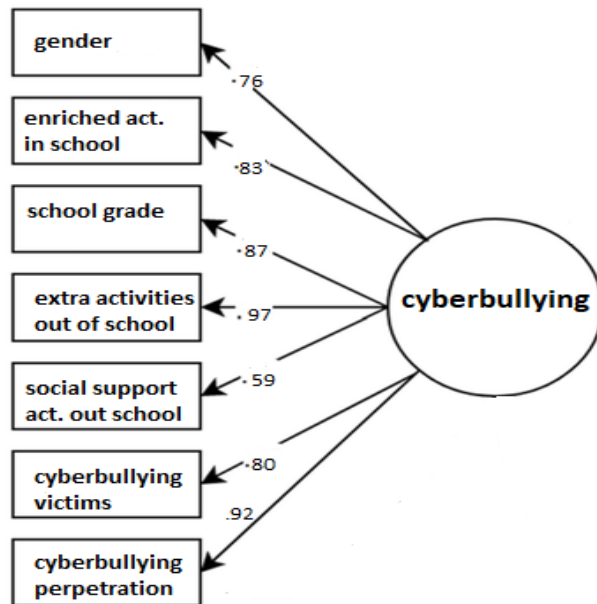 gender
.76
enriched act.
in school
.83
school grade
.87
extra activities
out of school
.97
cyberbullying
social support
act. out school
.59
cyberbullying
victims
.80
.92
cyberbullying
perpetration